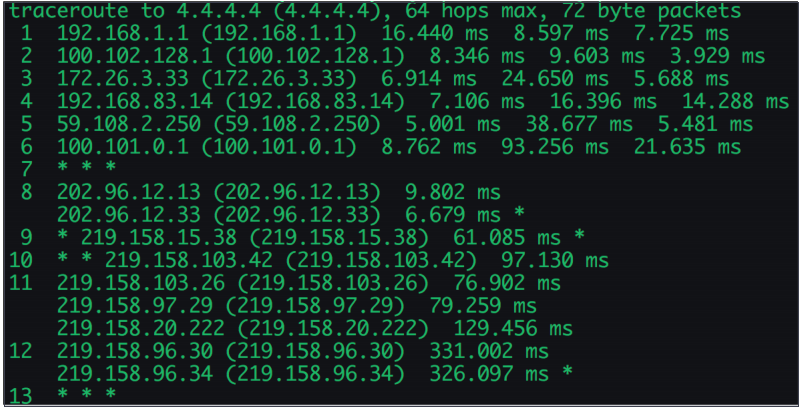 traceroute to 4.4.4.4 (4.4.4.4), 64 hops max, 72 byte packets
1 192.168.1.1 (192.168.1.1) 16.440 ms 8.597 ms 7.725 ms
2 100.102.128.1 (100.102.128.1) 8.346 ms 9.603 ms 3.929 ms
3 172.26.3.33 (172.26.3.33) 6.914 ms 24.650 ms 5.688 ms
4 192.168.83.14 (192.168.83.14) 7.106 ms 16.396 ms 14.288 ms
5 59.108.2.250 (59.108.2.250) 5.001 ms 38.677 ms 5.481 ms
6 100.101.0.1 (100.101.0.1) 8.762 ms 93.256 ms 21.635 ms
7 * * *
8 202.96.12.13 (202.96.12.13) 9.802 ms
202.96.12.33 (202.96.12.33) 6.679 ms *
9 * 219.158.15.38 (219.158.15.38) 61.085 ms *
10 * * 219.158.103.42 (219.158.103.42) 97.130 ms
11 219.158.103.26 (219.158.103.26) 76.902 ms
219.158.97.29 (219.158.97.29) 79.259 ms
219.158.20.222 (219.158.20.222) 129.456 ms
12 219.158.96.30 (219.158.96.30) 331.002 ms
219.158.96.34 (219.158.96.34) 326.097 ms *
13 * * *